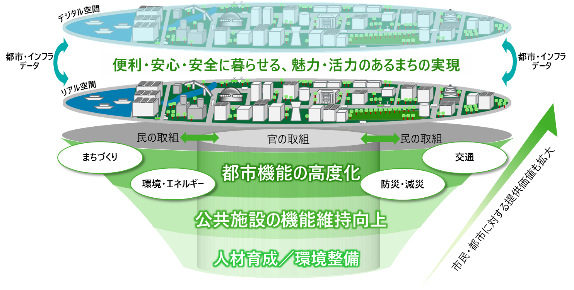 デジタル空間
都市・インフラ
データ
都市・インフラ
データ
便利・安心・安全に暮らせる、魅力・活力のあるまちの実現
リアル空間
民の取組
官の取組
民の取組
まちづくり
交通
環境・エネルギー
都市機能の高度化
防災・減災
公共施設の機能維持向上
人材育成／環境整備
市民・都市に対する提供価値も拡大